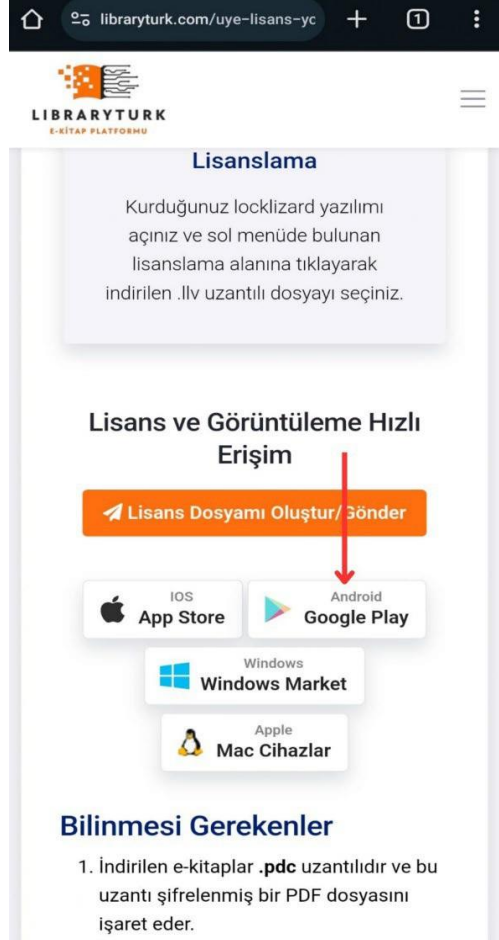 libraryturk.com/uye-lisans-yc
1
LIBRARYTURK
E-KİTAP PLATFORMU
Lisanslama
Kurduğunuz locklizard yazılımı
açınız ve sol menüde bulunan
lisanslama alanına tıklayarak
indirilen .llv uzantılı dosyayı seçiniz.
Lisans ve Görüntüleme Hızlı
Erişim
Lisans Dosyamı Oluştur/Gönder
IOS
App Store
Android
Google Play
Windows
Windows Market
Apple
Mac Cihazlar
Bilinmesi Gerekenler
1. İndirilen e-kitaplar .pdc uzantılıdır ve bu
uzantı şifrelenmiş bir PDF dosyasını
işaret eder.